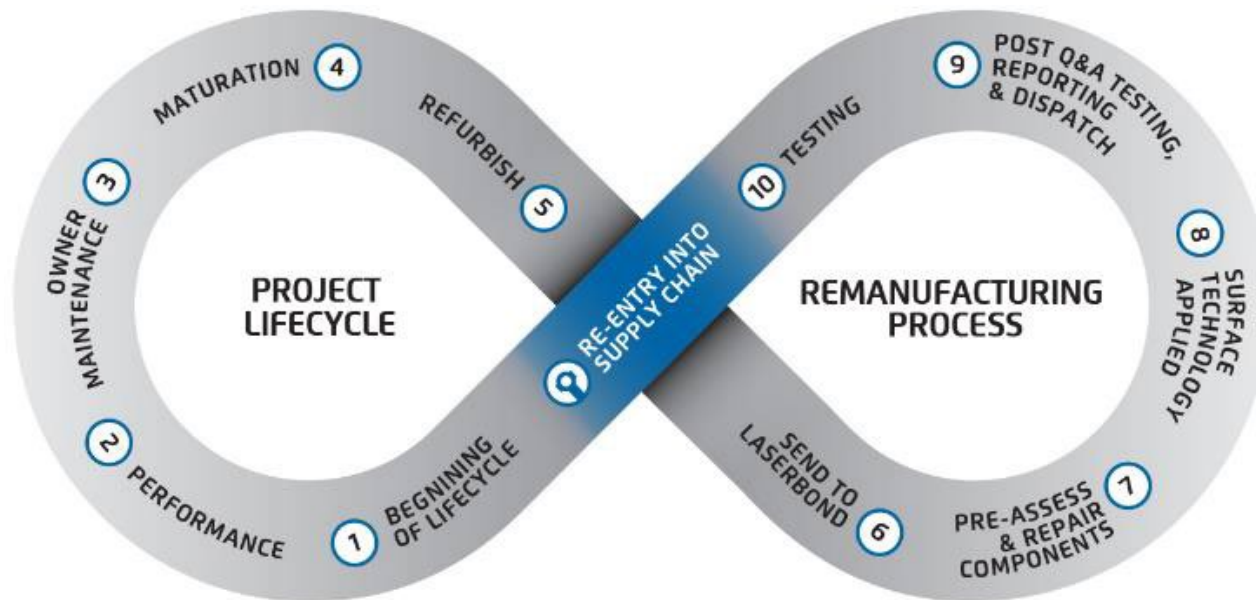 PROJECT
LIFECYCLE
1
BEGNINING
OF LIFECYCLE
2
PERFORMANCE
3
OWNER
MAINTENANCE
4
MATURATION
5
REFURBISH
REMANUFACTURING
PROCESS
6
SEND TO
LASERBOND
7
PRE-ASSESS
& REPAIR
COMPONENTS
8
SURFACE
TECHNOLOGY
APPLIED
9
POST Q&A TESTING,
REPORTING
& DISPATCH
10
TESTING
RE-ENTRY INTO
SUPPLY CHAIN